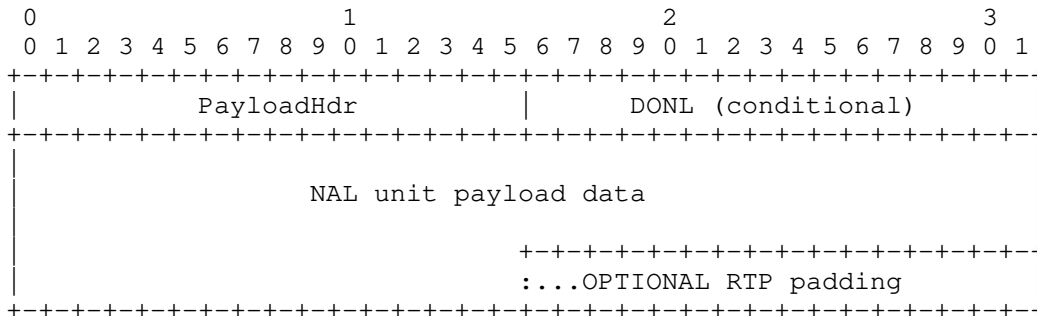 0                   1                   2                   3
 0 1 2 3 4 5 6 7 8 9 0 1 2 3 4 5 6 7 8 9 0 1 2 3 4 5 6 7 8 9 0 1
+-+-+-+-+-+-+-+-+-+-+-+-+-+-+-+-+-+-+-+-+-+-+-+-+-+-+-+-+-+-+-+--
|           PayloadHdr          |      DONL (conditional)
+-+-+-+-+-+-+-+-+-+-+-+-+-+-+-+-+-+-+-+-+-+-+-+-+-+-+-+-+-+-+-+--
|
|                  NAL unit payload data
|
|                               +-+-+-+-+-+-+-+-+-+-+-+-+-+-+-+--
|                               :...OPTIONAL RTP padding
+-+-+-+-+-+-+-+-+-+-+-+-+-+-+-+-+-+-+-+-+-+-+-+-+-+-+-+-+-+-+-+--